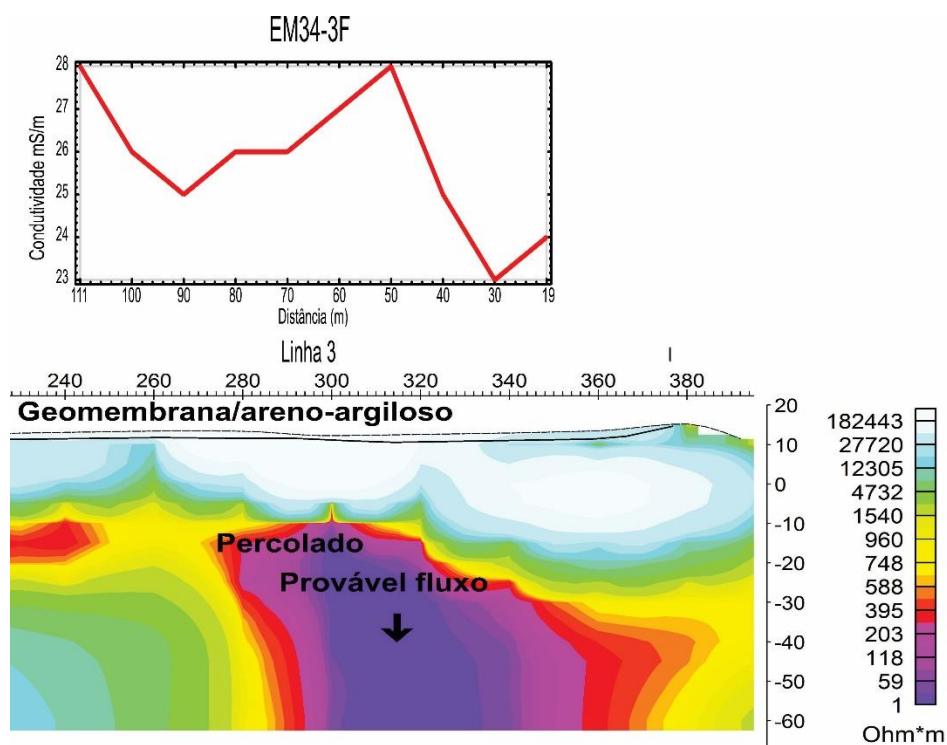 EM34-3F
Condutividade mS/m
28
27
26
25
24
23
111 100 90 80 70 60 50 40 30 19
Distância (m)
Linha 3 I
240 260 280 300 320 340 360 380
Geomembrana/areno-argiloso
Percolado
Provável fluxo
20
10
0
-10
-20
-30
-40
-50
-60
182443
27720
12305
4732
1540
960
748
588
395
203
118
59
1
Ohm*m